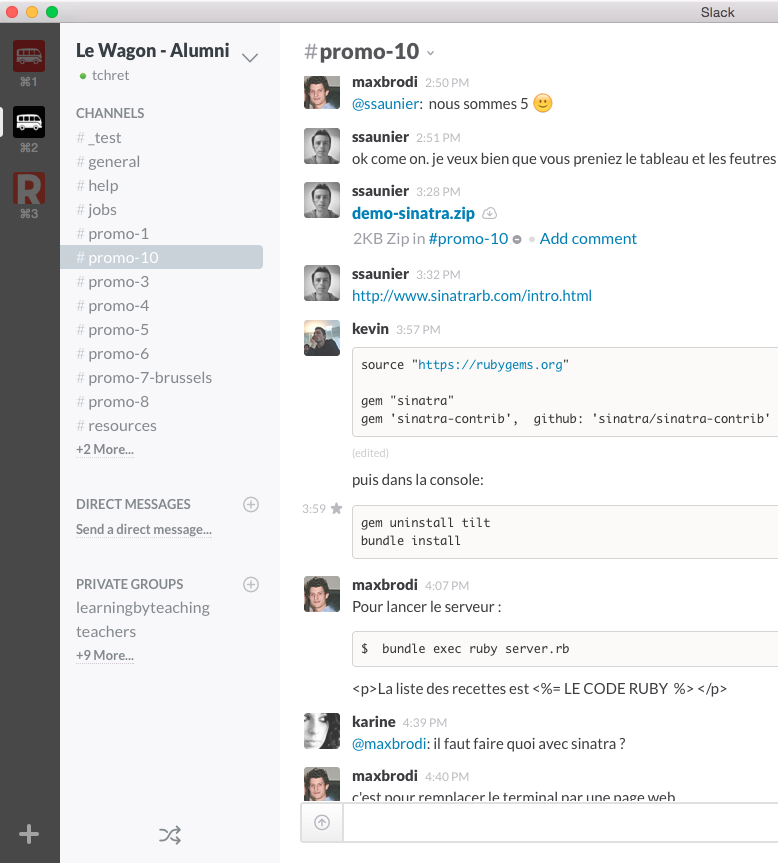 Slack
⌘1
⌘2
R
⌘3
Le Wagon - Alumni
tchret
CHANNELS
# _test
# general
# help
# jobs
# promo-1
# promo-10
# promo-3
# promo-4
# promo-5
# promo-6
# promo-7-brussels
# promo-8
# resources
+2 More...
DIRECT MESSAGES
Send a direct message...
PRIVATE GROUPS
learningbyteaching
teachers
+9 More...
#promo-10
maxbrodi 2:50 PM
@ssaunier: nous sommes 5 🙂
ssaunier 2:51 PM
ok come on. je veux bien que vous preniez le tableau et les feutres
ssaunier 3:28 PM
demo-sinatra.zip
2KB Zip in #promo-10 • Add comment
ssaunier 3:32 PM
http://www.sinatrarb.com/intro.html
kevin 3:57 PM
source "https://rubygems.org"
gem "sinatra"
gem 'sinatra-contrib',  github: 'sinatra/sinatra-contrib'
(edited)
puis dans la console:
3:59 ★
gem uninstall tilt
bundle install
maxbrodi 4:07 PM
Pour lancer le serveur :
$  bundle exec ruby server.rb
<p>La liste des recettes est <%= LE CODE RUBY  %> </p>
karine 4:39 PM
@maxbrodi: il faut faire quoi avec sinatra ?
maxbrodi 4:40 PM
c'est pour remplacer le terminal par une page web